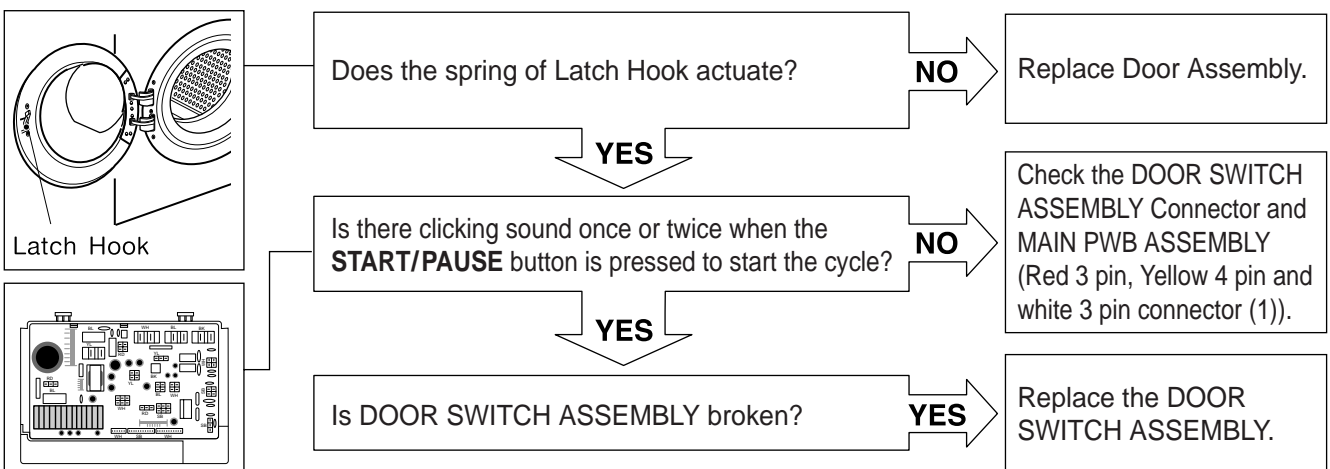 Latch Hook
Does the spring of Latch Hook actuate?
NO
Replace Door Assembly.
YES
Is there clicking sound once or twice when the
START/PAUSE button is pressed to start the cycle?
NO
Check the DOOR SWITCH
ASSEMBLY Connector and
MAIN PWB ASSEMBLY
(Red 3 pin, Yellow 4 pin and
white 3 pin connector (1)).
YES
Is DOOR SWITCH ASSEMBLY broken?
YES
Replace the DOOR
SWITCH ASSEMBLY.